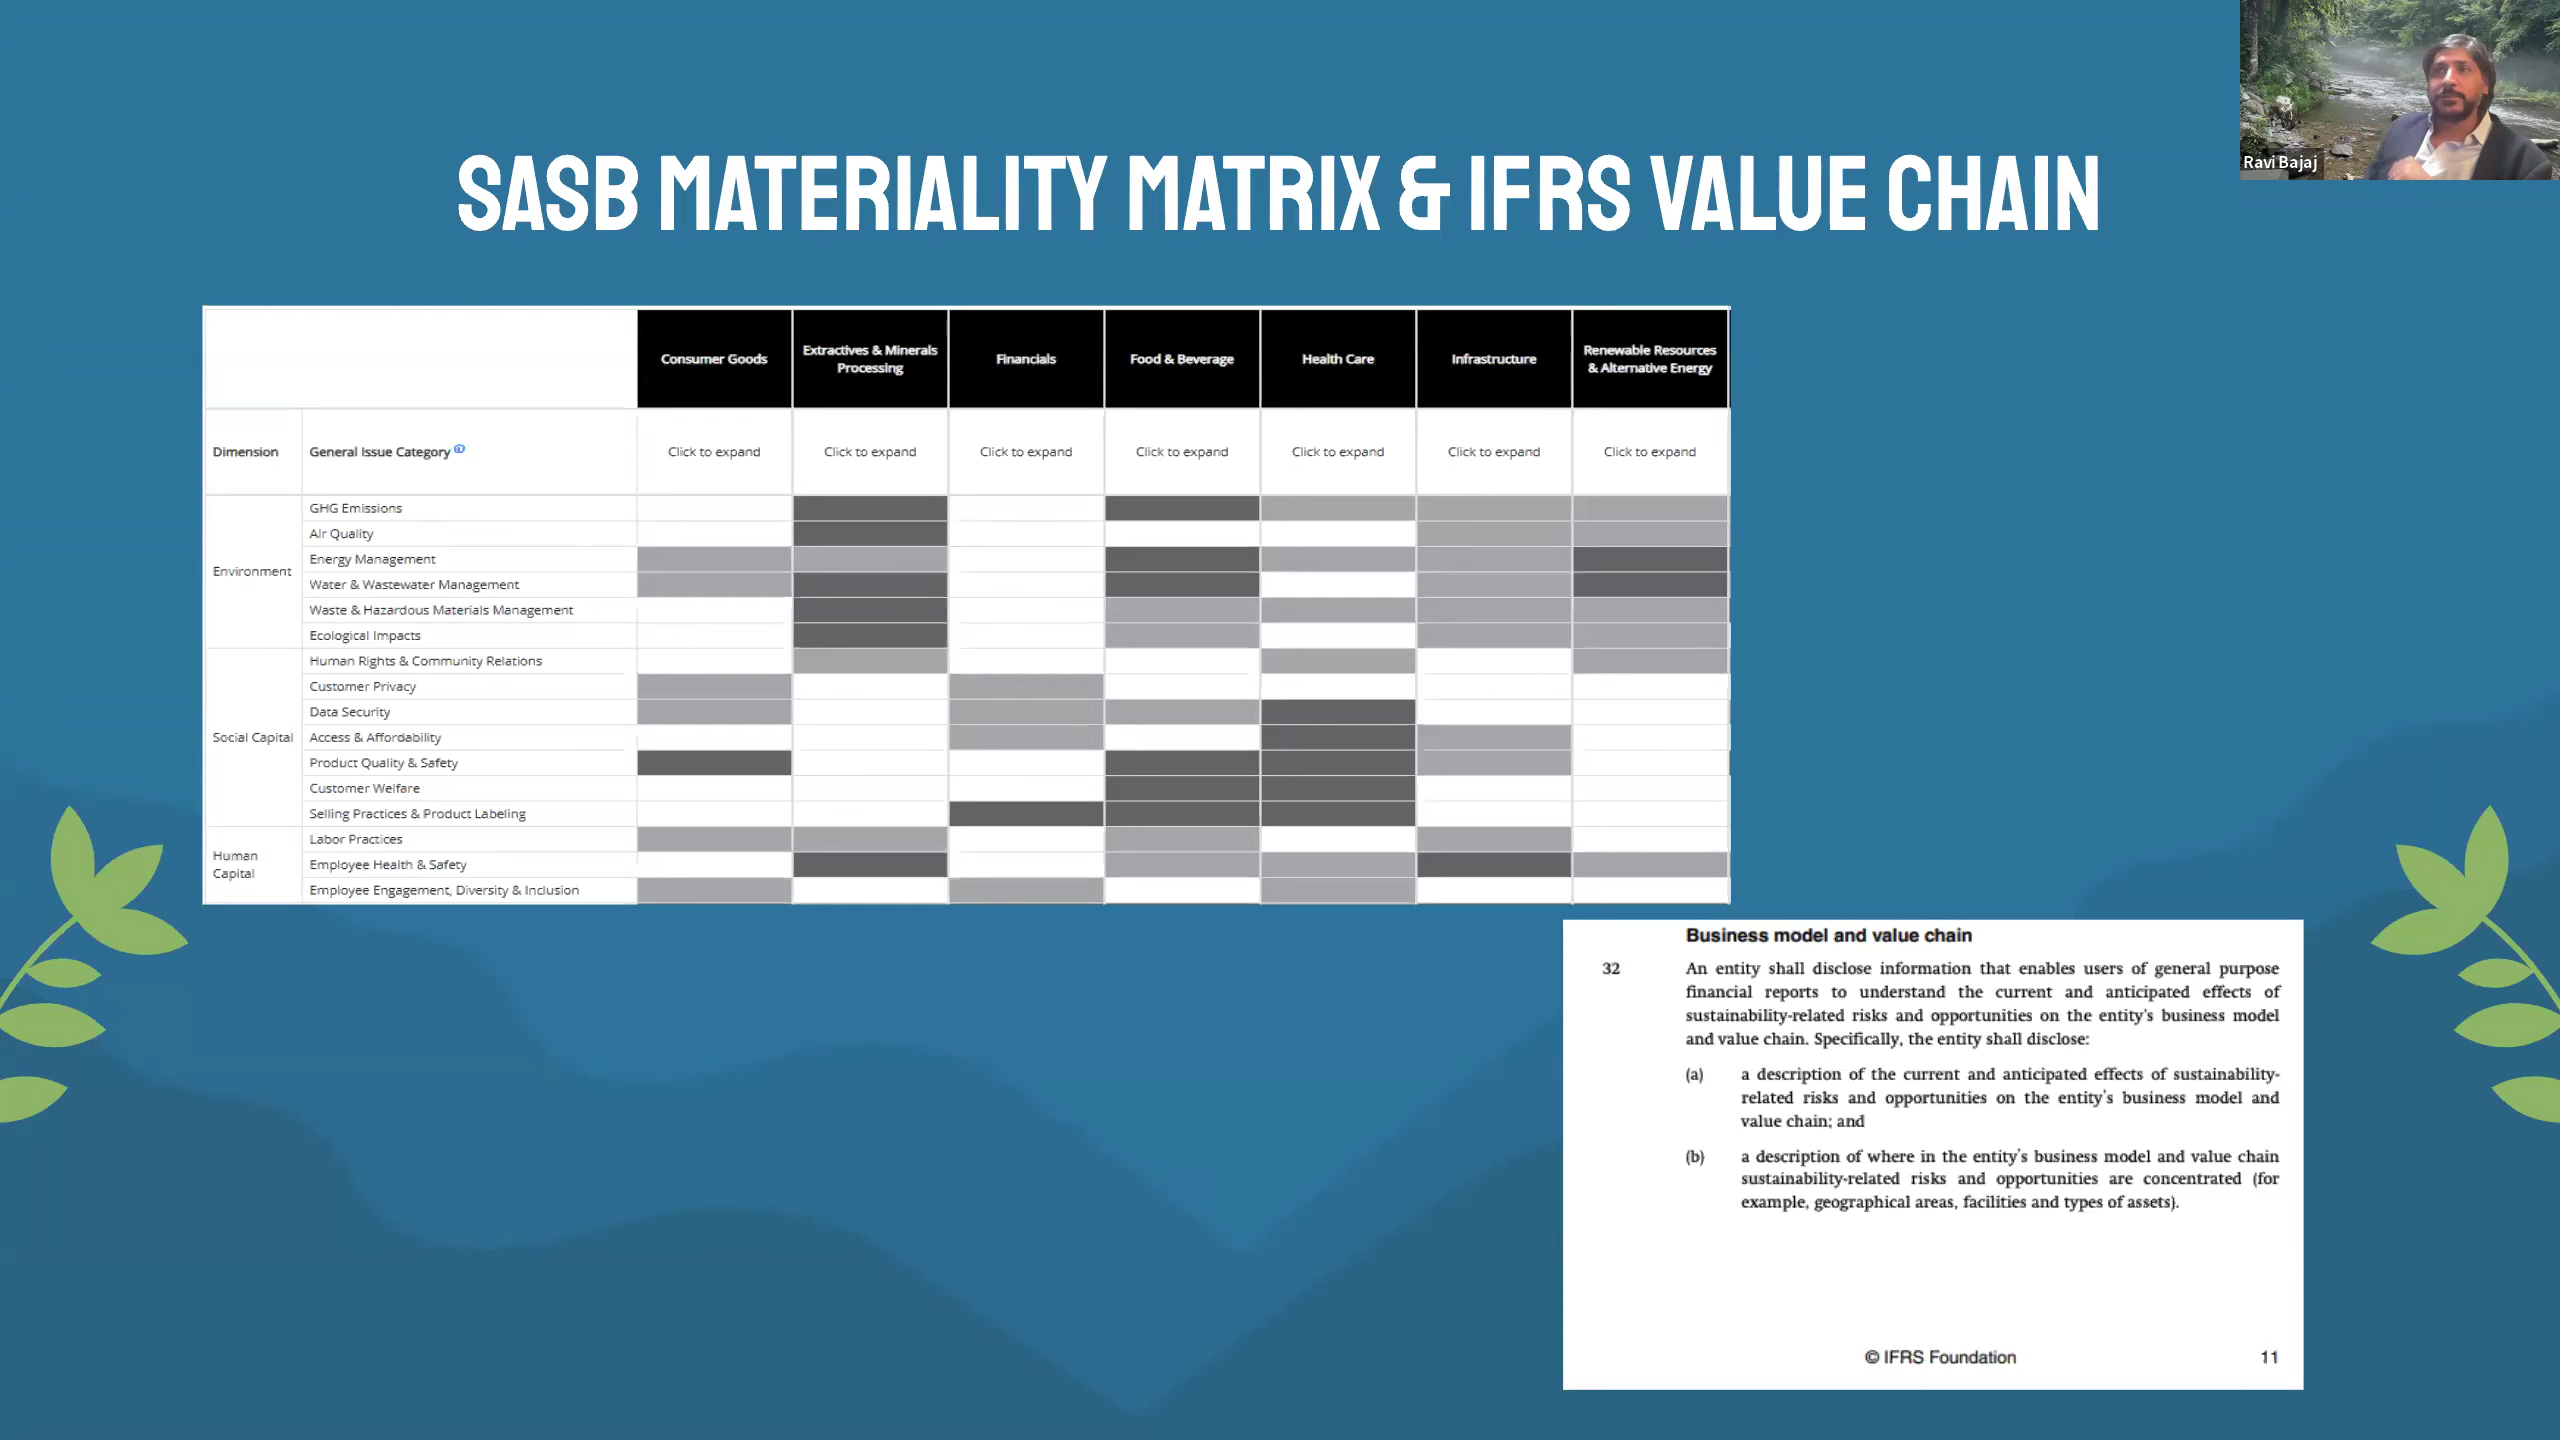 Ravi Bajaj
SASB MATERIALITY MATRIX & IFRS VALUE CHAIN
Consumer Goods
Extractives & Minerals
Processing
Financials
Food & Beverage
Health Care
Infrastructure
Renewable Resources
& Alternative Energy
Dimension
General Issue Category
Click to expand
Click to expand
Click to expand
Click to expand
Click to expand
Click to expand
Click to expand
Environment
GHG Emissions
Air Quality
Energy Management
Water & Wastewater Management
Waste & Hazardous Materials Management
Ecological Impacts
Social Capital
Human Rights & Community Relations
Customer Privacy
Data Security
Access & Affordability
Product Quality & Safety
Customer Welfare
Selling Practices & Product Labeling
Human
Capital
Labor Practices
Employee Health & Safety
Employee Engagement, Diversity & Inclusion
Business model and value chain
32 An entity shall disclose information that enables users of general purpose
financial reports to understand the current and anticipated effects of
sustainability-related risks and opportunities on the entity's business model
and value chain. Specifically, the entity shall disclose:
(a) a description of the current and anticipated effects of sustainability-
related risks and opportunities on the entity's business model and
value chain; and
(b) a description of where in the entity's business model and value chain
sustainability-related risks and opportunities are concentrated (for
example, geographical areas, facilities and types of assets).
© IFRS Foundation
11